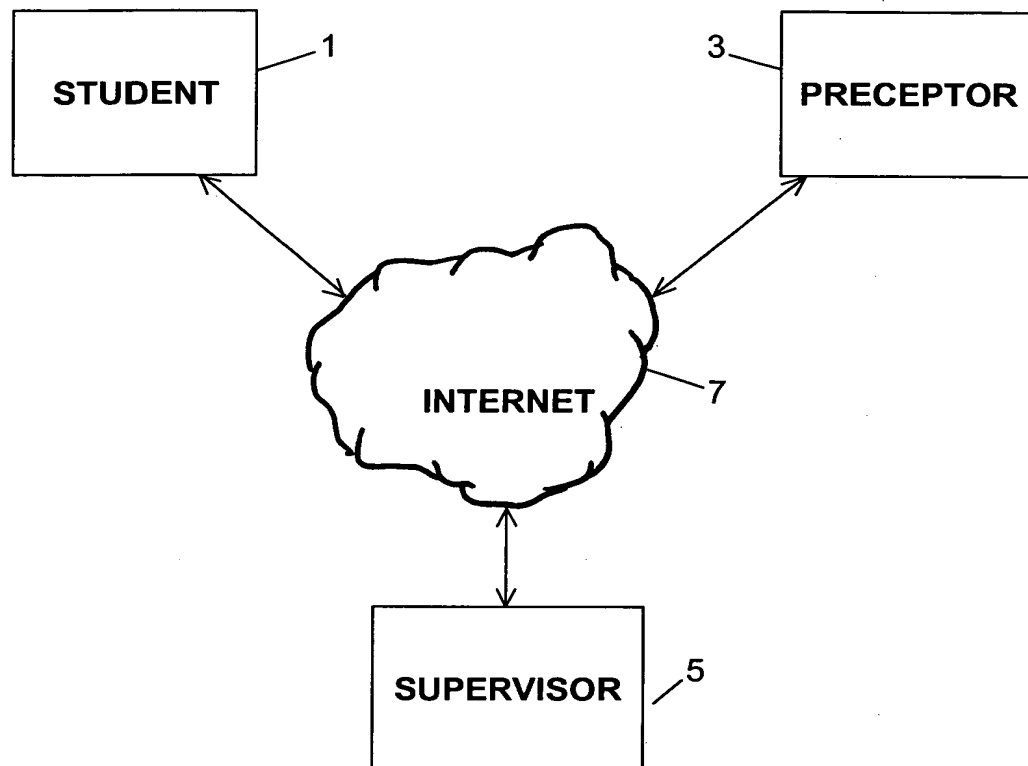 1
3
STUDENT
PRECEPTOR
INTERNET
7
SUPERVISOR
5